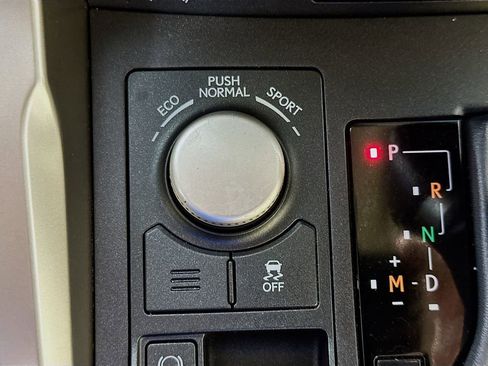 PUSH
ECO NORMAL SPORT
P
R
N
+
M - D
−
OFF